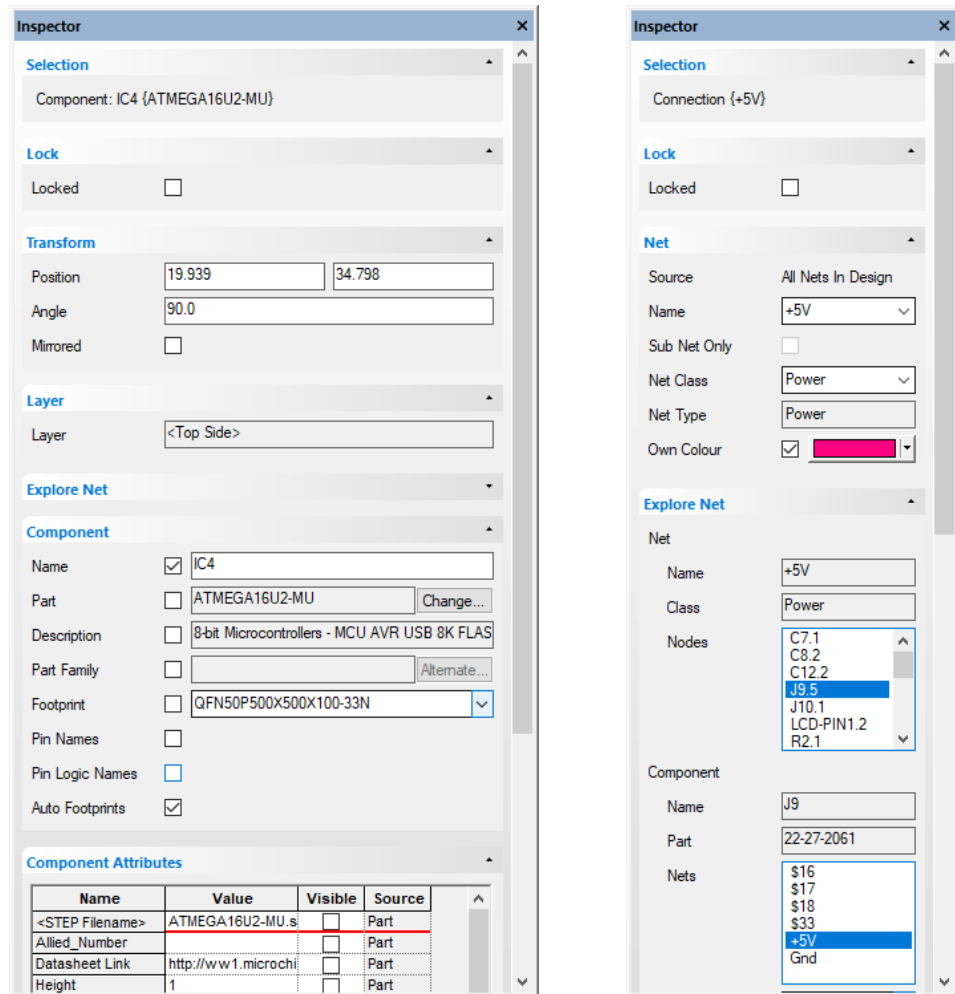 Inspector
Selection
Component: IC4 {ATMEGA16U2-MU}
Lock
Locked
Transform
Position 19.939 34.798
Angle 90.0
Mirrored
Layer
Layer <Top Side>
Explore Net
Component
Name IC4
Part ATMEGA16U2-MU Change...
Description 8-bit Microcontrollers - MCU AVR USB 8K FLAS
Part Family Alternate...
Footprint QFN50P500X500X100-33N
Pin Names
Pin Logic Names
Auto Footprints
Component Attributes
Name Value Visible Source
<STEP Filename> ATMEGA16U2-MU.s Part
Allied_Number Part
Datasheet Link http://ww1.microchi Part
Height 1 Part
Inspector
Selection
Connection {+5V}
Lock
Locked
Net
Source All Nets In Design
Name +5V
Sub Net Only
Net Class Power
Net Type Power
Own Colour
Explore Net
Net
Name +5V
Class Power
Nodes C7.1
C8.2
C12.2
J9.5
J10.1
LCD-PIN1.2
R2.1
Component
Name J9
Part 22-27-2061
Nets $16
$17
$18
$33
+5V
Gnd